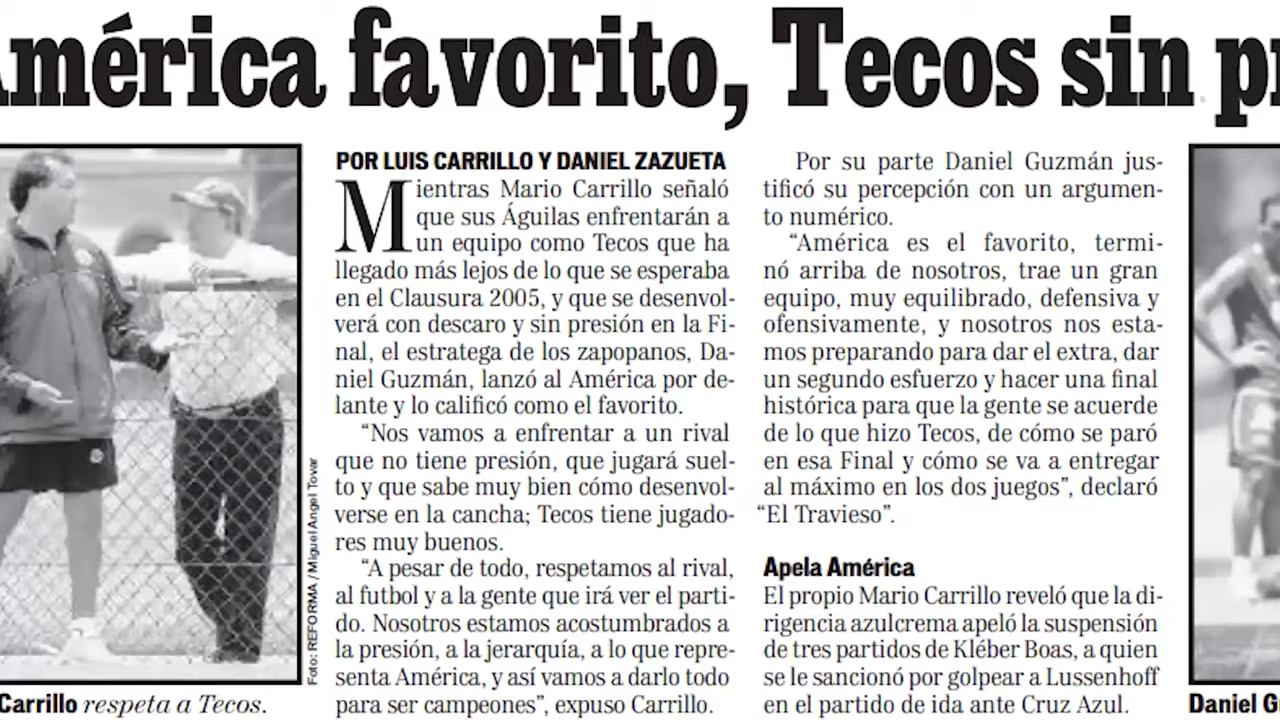 América favorito, Tecos sin
POR LUIS CARRILLO Y DANIEL ZAZUETA
Mientras Mario Carrillo señaló
que sus Águilas enfrentarán a
un equipo como Tecos que ha
llegado más lejos de lo que se esperaba
en el Clausura 2005, y que se desenvol-
verá con descaro y sin presión en la Fi-
nal, el estratega de los zapopanos, Da-
niel Guzmán, lanzó al América por de-
lante y lo calificó como el favorito.
“Nos vamos a enfrentar a un rival
que no tiene presión, que jugará suel-
to y que sabe muy bien cómo desenvol-
verse en la cancha; Tecos tiene jugado-
res muy buenos.
“A pesar de todo, respetamos al rival,
al futbol y a la gente que irá ver el parti-
do. Nosotros estamos acostumbrados a
la presión, a la jerarquía, a lo que repre-
senta América, y así vamos a darlo todo
para ser campeones”, expuso Carrillo.
Por su parte Daniel Guzmán jus-
tificó su percepción con un argumen-
to numérico.
“América es el favorito, termi-
nó arriba de nosotros, trae un gran
equipo, muy equilibrado, defensiva y
ofensivamente, y nosotros nos esta-
mos preparando para dar el extra, dar
un segundo esfuerzo y hacer una final
histórica para que la gente se acuerde
de lo que hizo Tecos, de cómo se paró
en esa Final y cómo se va a entregar
al máximo en los dos juegos”, declaró
“El Travieso”.
Apela América
El propio Mario Carrillo reveló que la di-
rigencia azulcrema apeló la suspensión
de tres partidos de Kléber Boas, a quien
se le sancionó por golpear a Lussenhoff
en el partido de ida ante Cruz Azul.
Foto: REFORMA / Miguel Angel Tovar
Carrillo respeta a Tecos.
Daniel